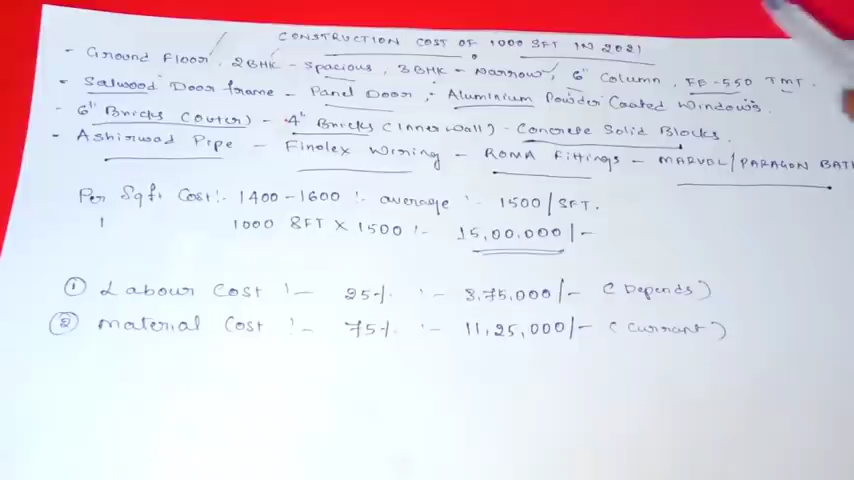 CONSTRUCTION COST OF 1000 SFT IN 2021
- Ground Floor, 2BHK - Spacious, 3BHK - Narrow, 6" Column, FE-550 TMT.
- Salwood Door frame - Panel Door, - Aluminium Powder Coated Windows.
- 6" Bricks (Outer) - 4" Bricks (Inner wall) - Concrete Solid Blocks.
- Ashirwad Pipe - Finolex Wiring - ROMA Fittings - MARVOL/PARAGON BATH
Per Sqft Cost:- 1400-1600 :- average :- 1500/SFT.
1000 SFT X 1500 :- 15,00,000/-
① Labour Cost :- 25% :- 3,75,000/- (Depends)
② Material Cost :- 75% :- 11,25,000/- (Currant)